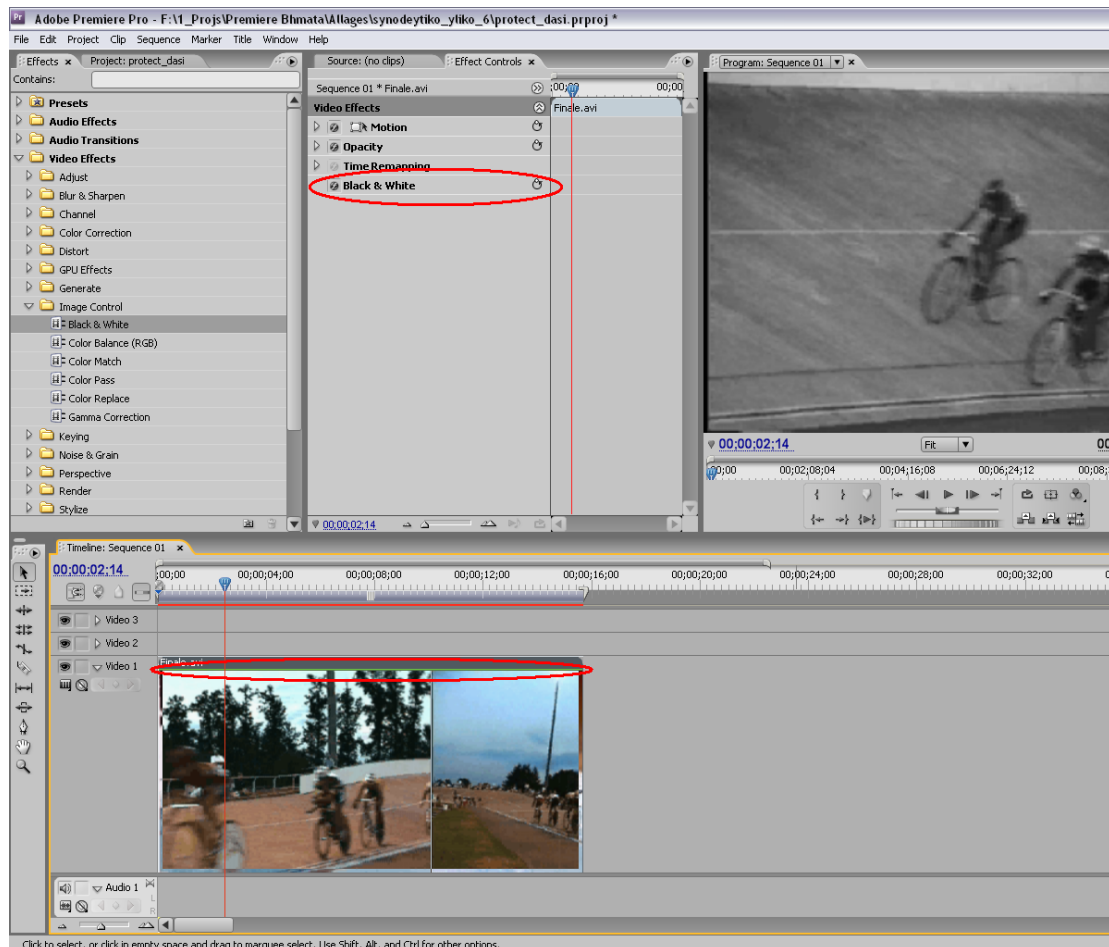 Adobe Premiere Pro - F:\1_Projs\Premiere Bhmata\Allages\synodeytiko_yliko_6\protect_dasi.prproj *
File Edit Project Clip Sequence Marker Title Window Help
Effects x Project: protect_dasi
Contains:
Presets
Audio Effects
Audio Transitions
Video Effects
Adjust
Blur & Sharpen
Channel
Color Correction
Distort
GPU Effects
Generate
Image Control
Black & White
Color Balance (RGB)
Color Match
Color Pass
Color Replace
Gamma Correction
Keying
Noise & Grain
Perspective
Render
Stylize
Source: (no clips) Effect Controls x
Sequence 01 * Finale.avi
00;00
Video Effects
Finale.avi
Motion
Opacity
Time Remapping
Black & White
00;00;02;14
Program: Sequence 01 x
00;00;02;14 Fit
00;02;08;04 00;04;16;08 00;06;24;12 00;08;
Timeline: Sequence 01 x
00;00;02;14
;00;00 00;00;04;00 00;00;08;00 00;00;12;00 00;00;16;00 00;00;20;00 00;00;24;00 00;00;28;00 00;00;32;00
Video 3
Video 2
Video 1
Finale.avi
Audio 1
L
R
Click to select, or click in empty space and drag to marquee select. Use Shift, Alt, and Ctrl for other options.